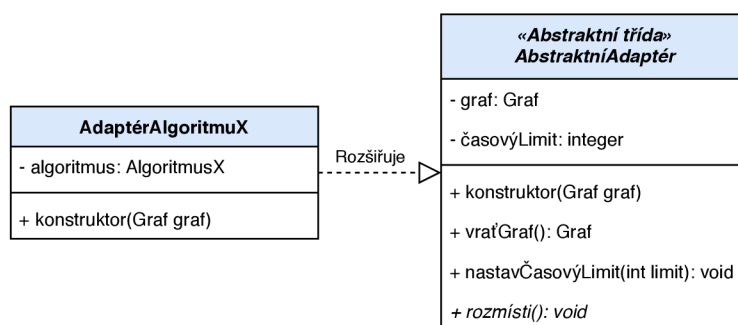 AdaptérAlgoritmuX
- algoritmus: AlgoritmusX
+ konstruktor(Graf graf)
Rozšiřuje
«Abstraktní třída»
AbstraktníAdaptér
- graf: Graf
- časovýLimit: integer
+ konstruktor(Graf graf)
+ vraťGraf(): Graf
+ nastavČasovýLimit(int limit): void
+ rozmísti(): void